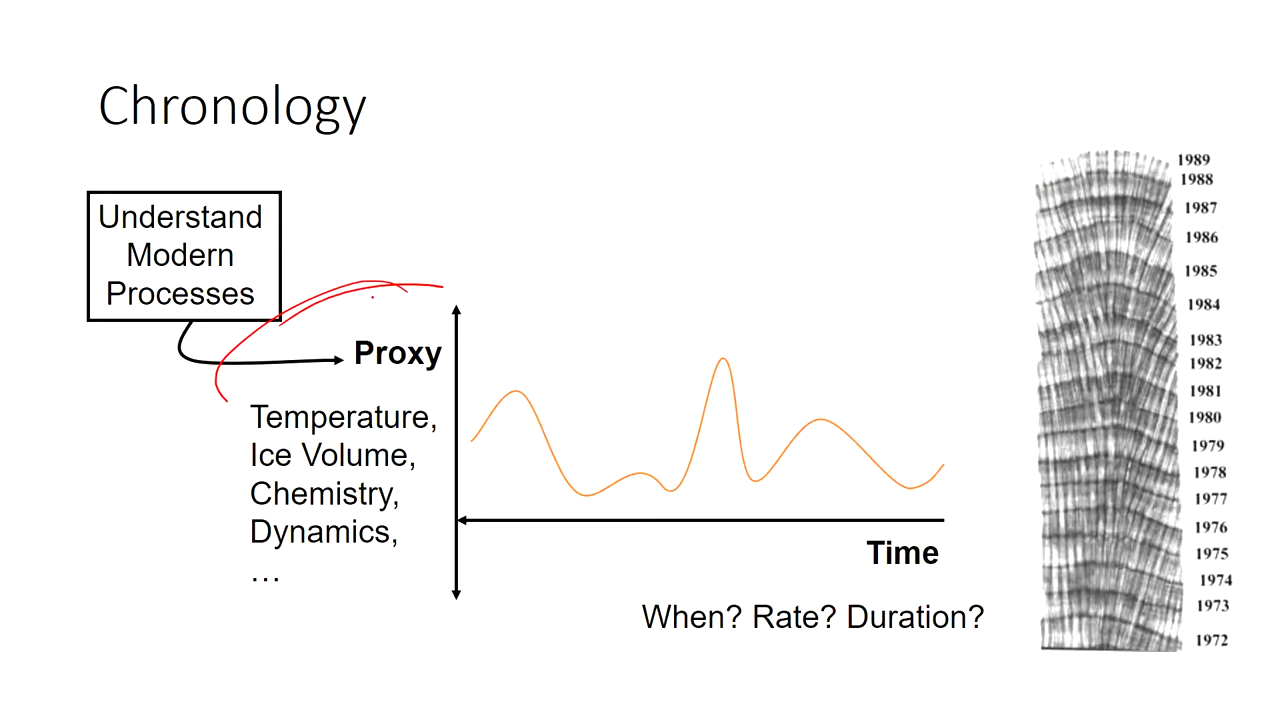 Chronology
Understand
Modern
Processes
Proxy
Temperature,
Ice Volume,
Chemistry,
Dynamics,
…
Time
When? Rate? Duration?
1989
1988
1987
1986
1985
1984
1983
1982
1981
1980
1979
1978
1977
1976
1975
1974
1973
1972